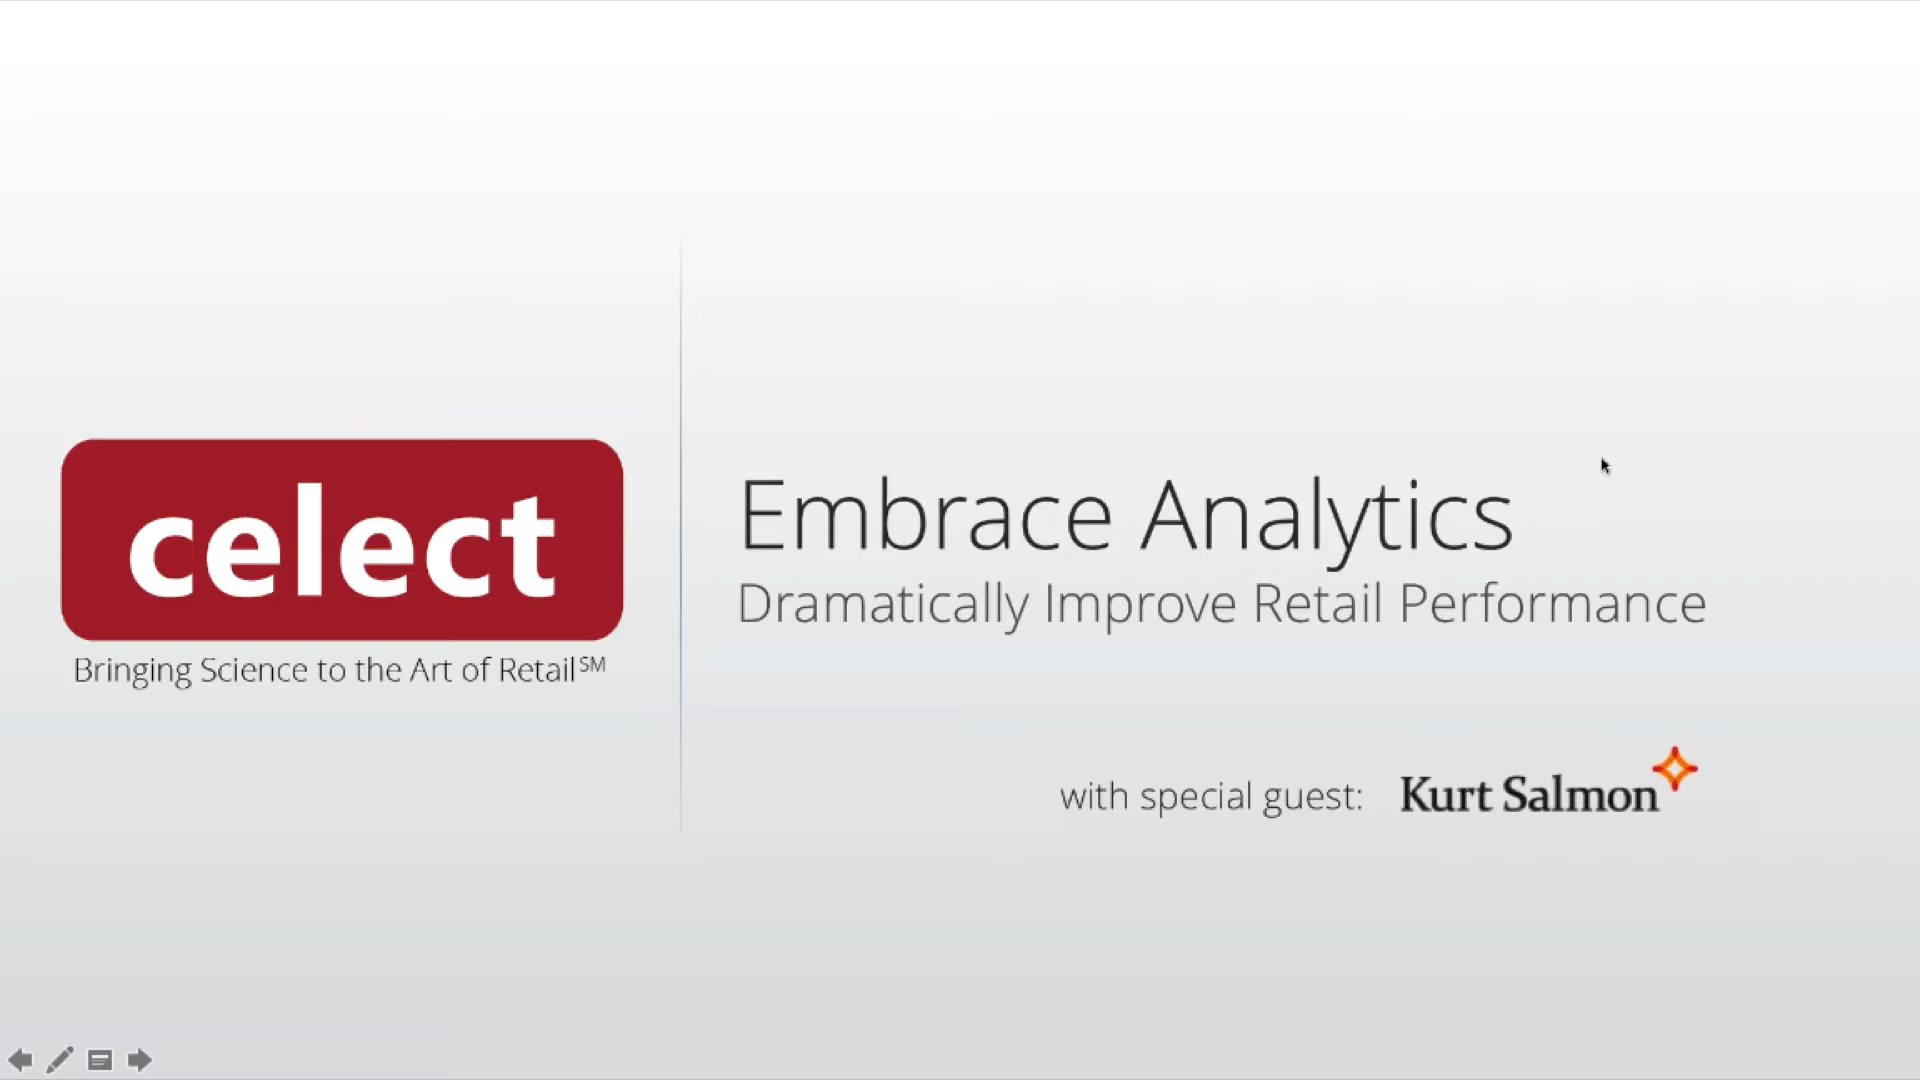 celect
Bringing Science to the Art of Retail℠
Embrace Analytics
Dramatically Improve Retail Performance
with special guest: Kurt Salmon